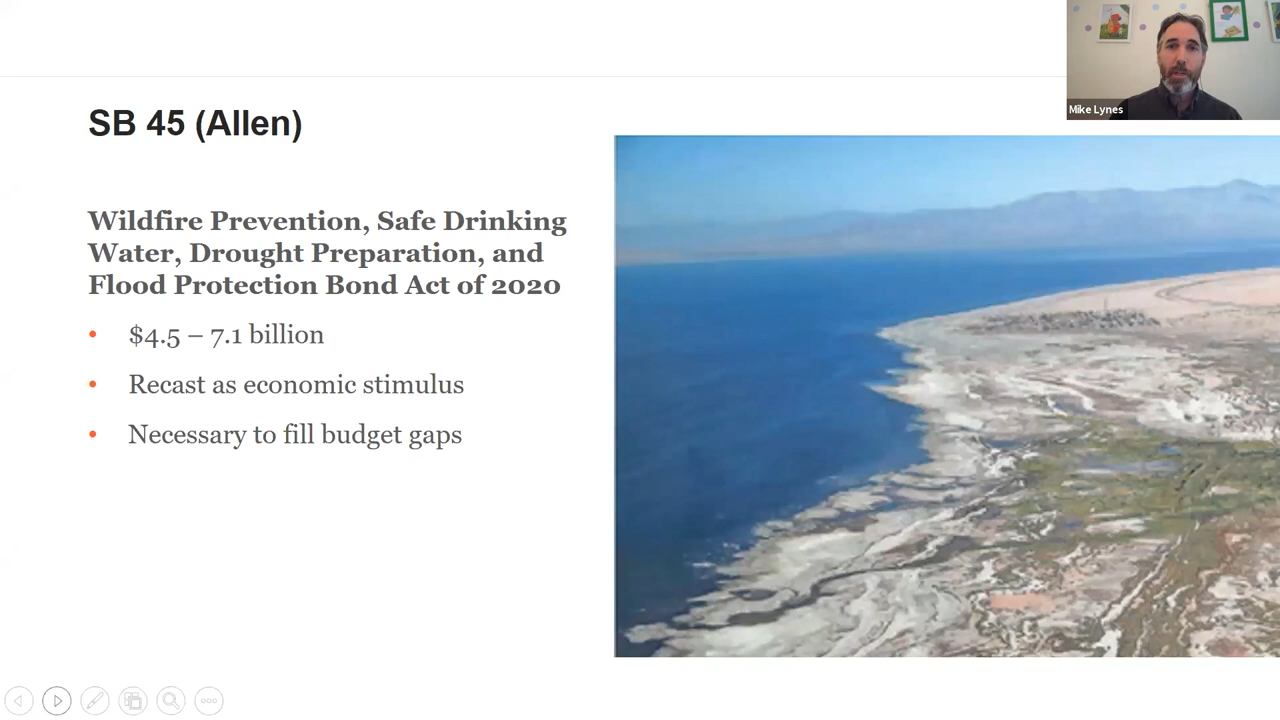 Mike Lynes
SB 45 (Allen)
Wildfire Prevention, Safe Drinking
Water, Drought Preparation, and
Flood Protection Bond Act of 2020
• $4.5 – 7.1 billion
• Recast as economic stimulus
• Necessary to fill budget gaps